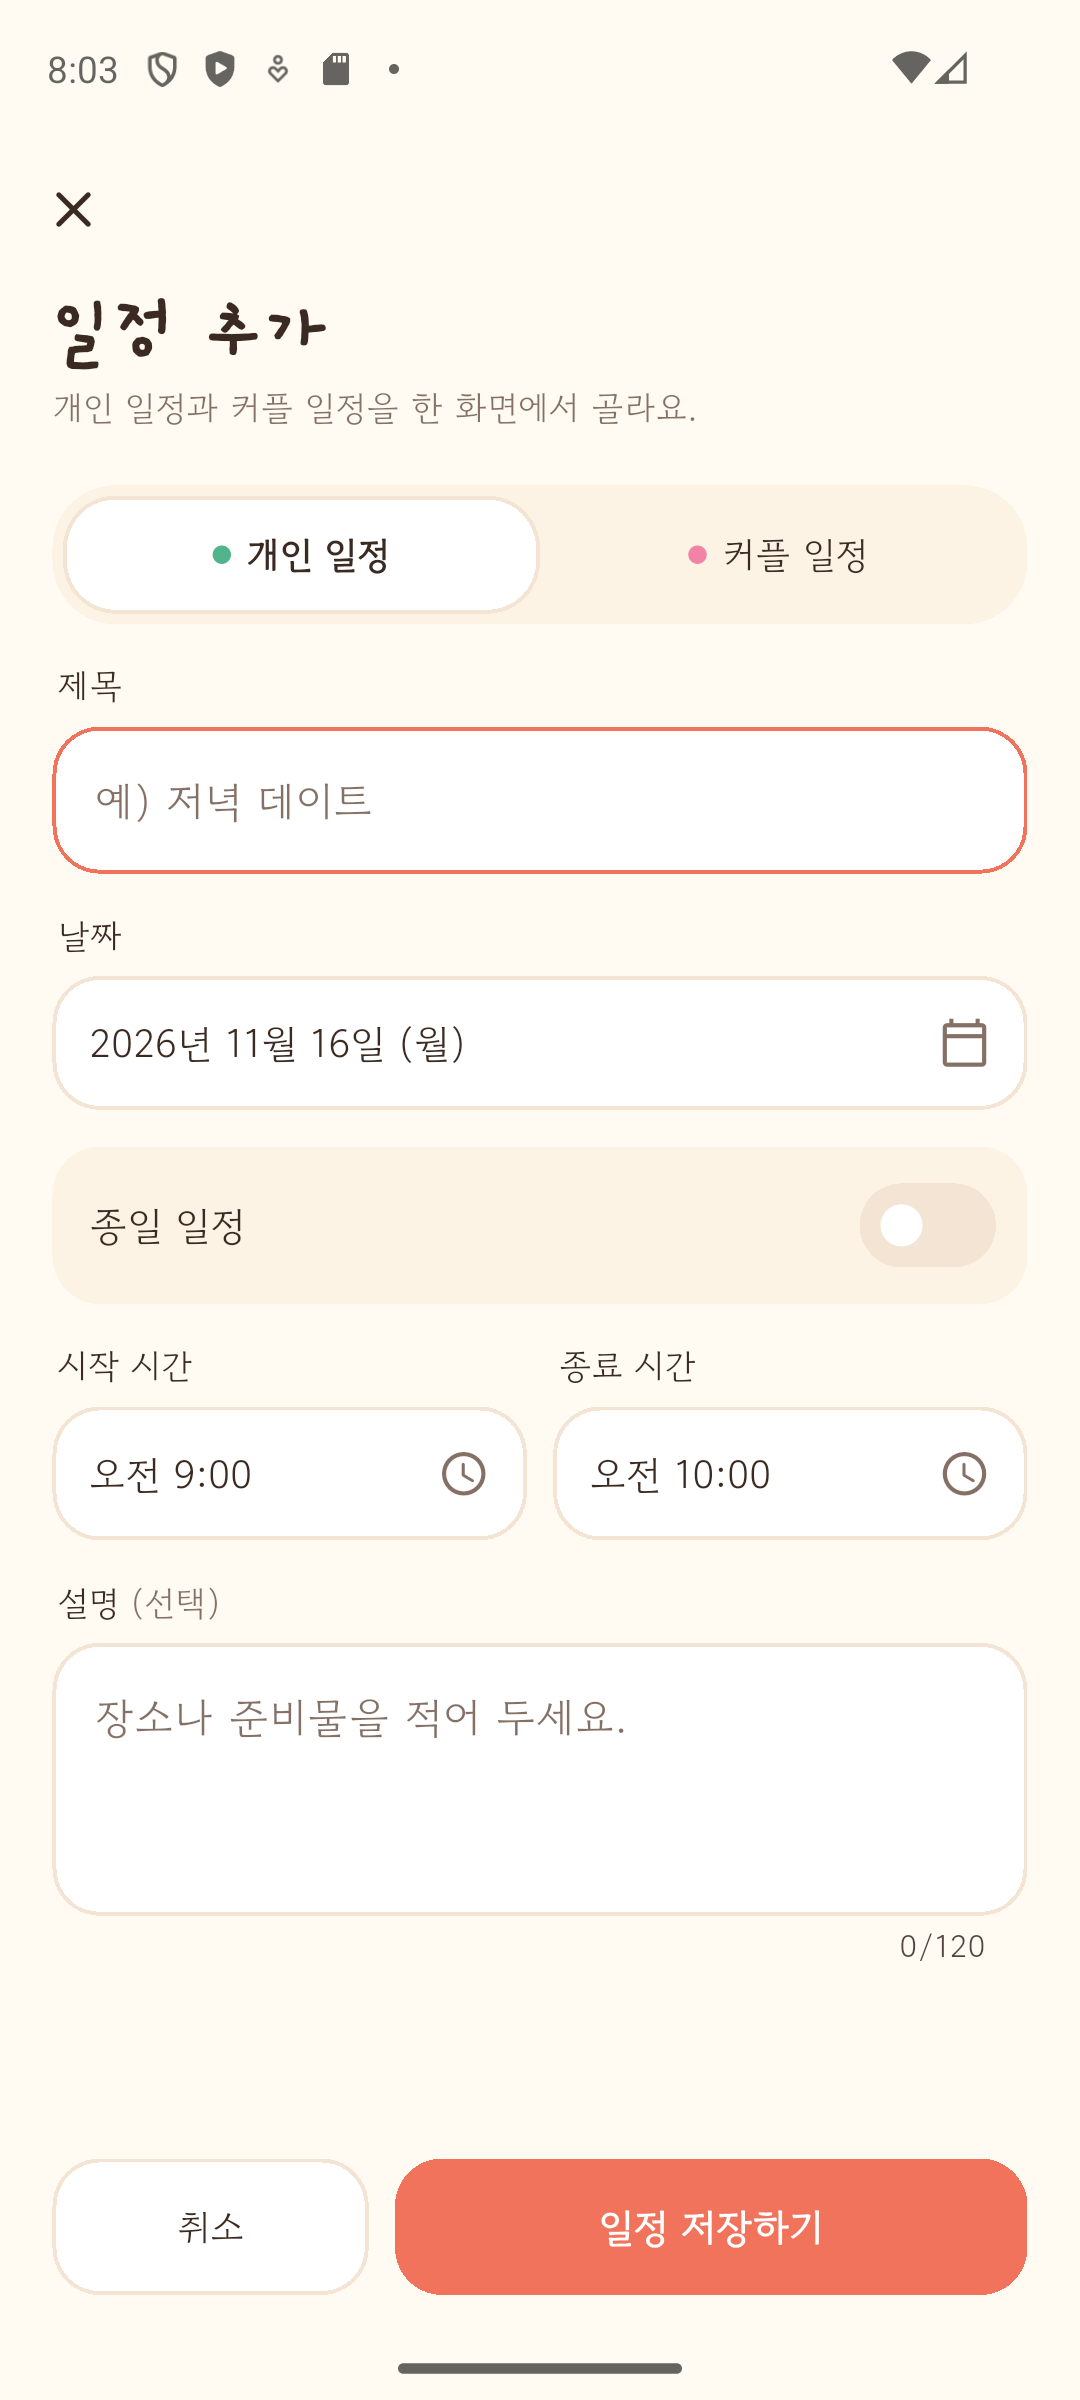 8:03
일정 추가
개인 일정과 커플 일정을 한 화면에서 골라요.
개인 일정
커플 일정
제목
예) 저녁 데이트
날짜
2026년 11월 16일 (월)
종일 일정
시작 시간
종료 시간
오전 9:00
오전 10:00
설명 (선택)
장소나 준비물을 적어 두세요.
0/120
취소
일정 저장하기